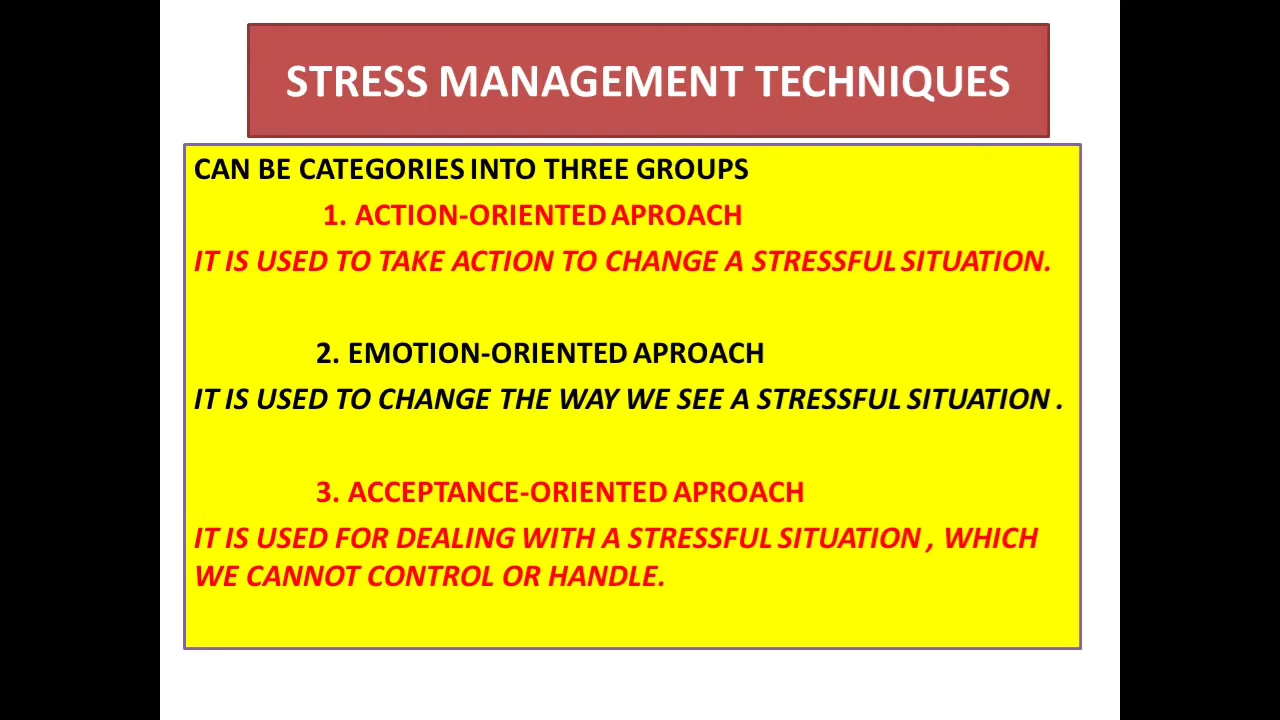 STRESS MANAGEMENT TECHNIQUES
CAN BE CATEGORIES INTO THREE GROUPS
1. ACTION-ORIENTED APROACH
IT IS USED TO TAKE ACTION TO CHANGE A STRESSFUL SITUATION.
2. EMOTION-ORIENTED APROACH
IT IS USED TO CHANGE THE WAY WE SEE A STRESSFUL SITUATION .
3. ACCEPTANCE-ORIENTED APROACH
IT IS USED FOR DEALING WITH A STRESSFUL SITUATION , WHICH
WE CANNOT CONTROL OR HANDLE.